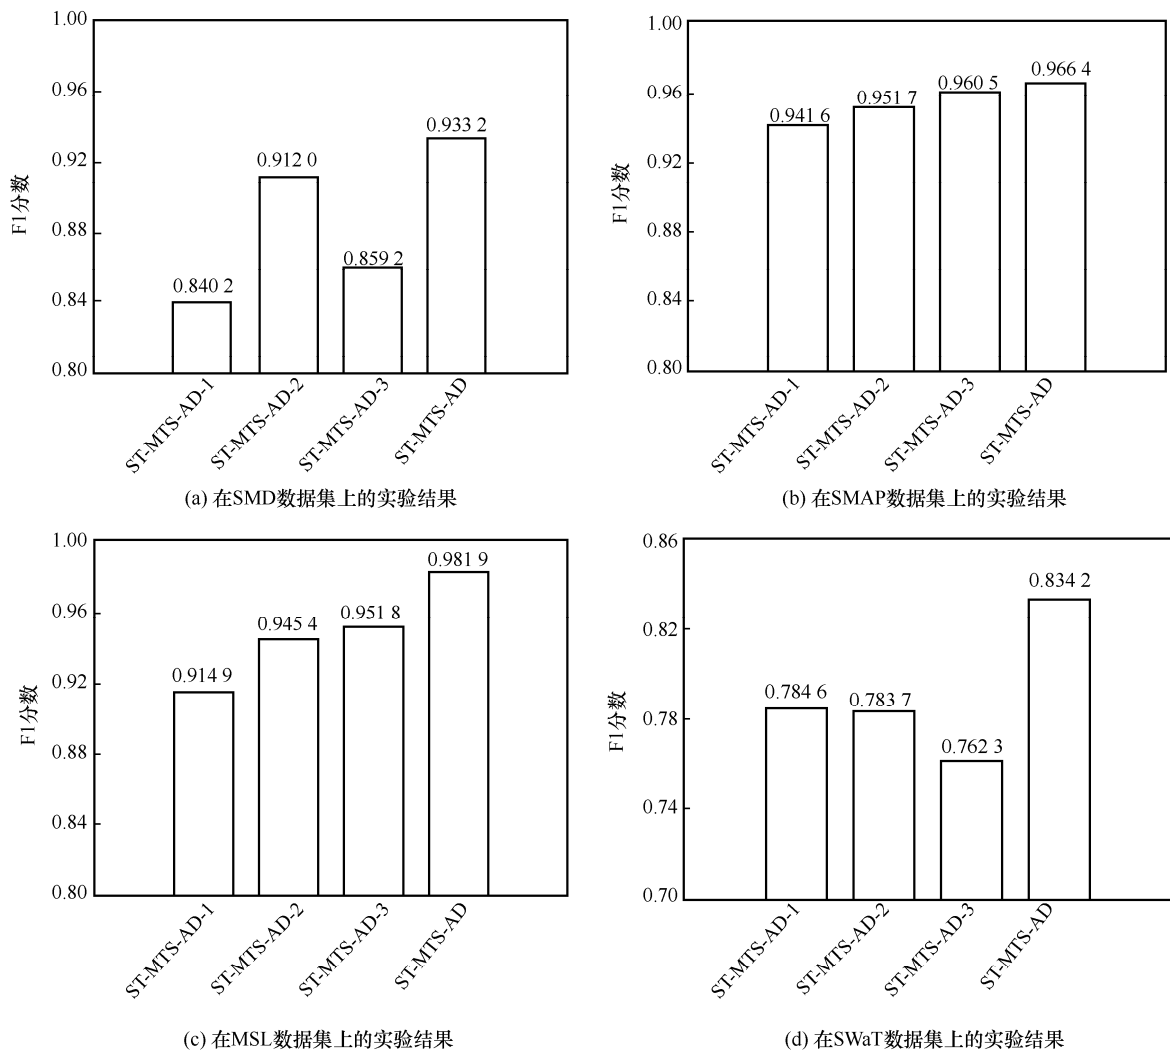 1.00
0.96
0.92
0.88
0.84
0.80
F1分数
0.840 2
0.912 0
0.859 2
0.933 2
ST-MTS-AD-1
ST-MTS-AD-2
ST-MTS-AD-3
ST-MTS-AD
(a) 在SMD数据集上的实验结果
1.00
0.96
0.92
0.88
0.84
0.80
F1分数
0.941 6
0.951 7
0.960 5
0.966 4
ST-MTS-AD-1
ST-MTS-AD-2
ST-MTS-AD-3
ST-MTS-AD
(b) 在SMAP数据集上的实验结果
1.00
0.96
0.92
0.88
0.84
0.80
F1分数
0.914 9
0.945 4
0.951 8
0.981 9
ST-MTS-AD-1
ST-MTS-AD-2
ST-MTS-AD-3
ST-MTS-AD
(c) 在MSL数据集上的实验结果
0.86
0.82
0.78
0.74
0.70
F1分数
0.784 6
0.783 7
0.762 3
0.834 2
ST-MTS-AD-1
ST-MTS-AD-2
ST-MTS-AD-3
ST-MTS-AD
(d) 在SWaT数据集上的实验结果